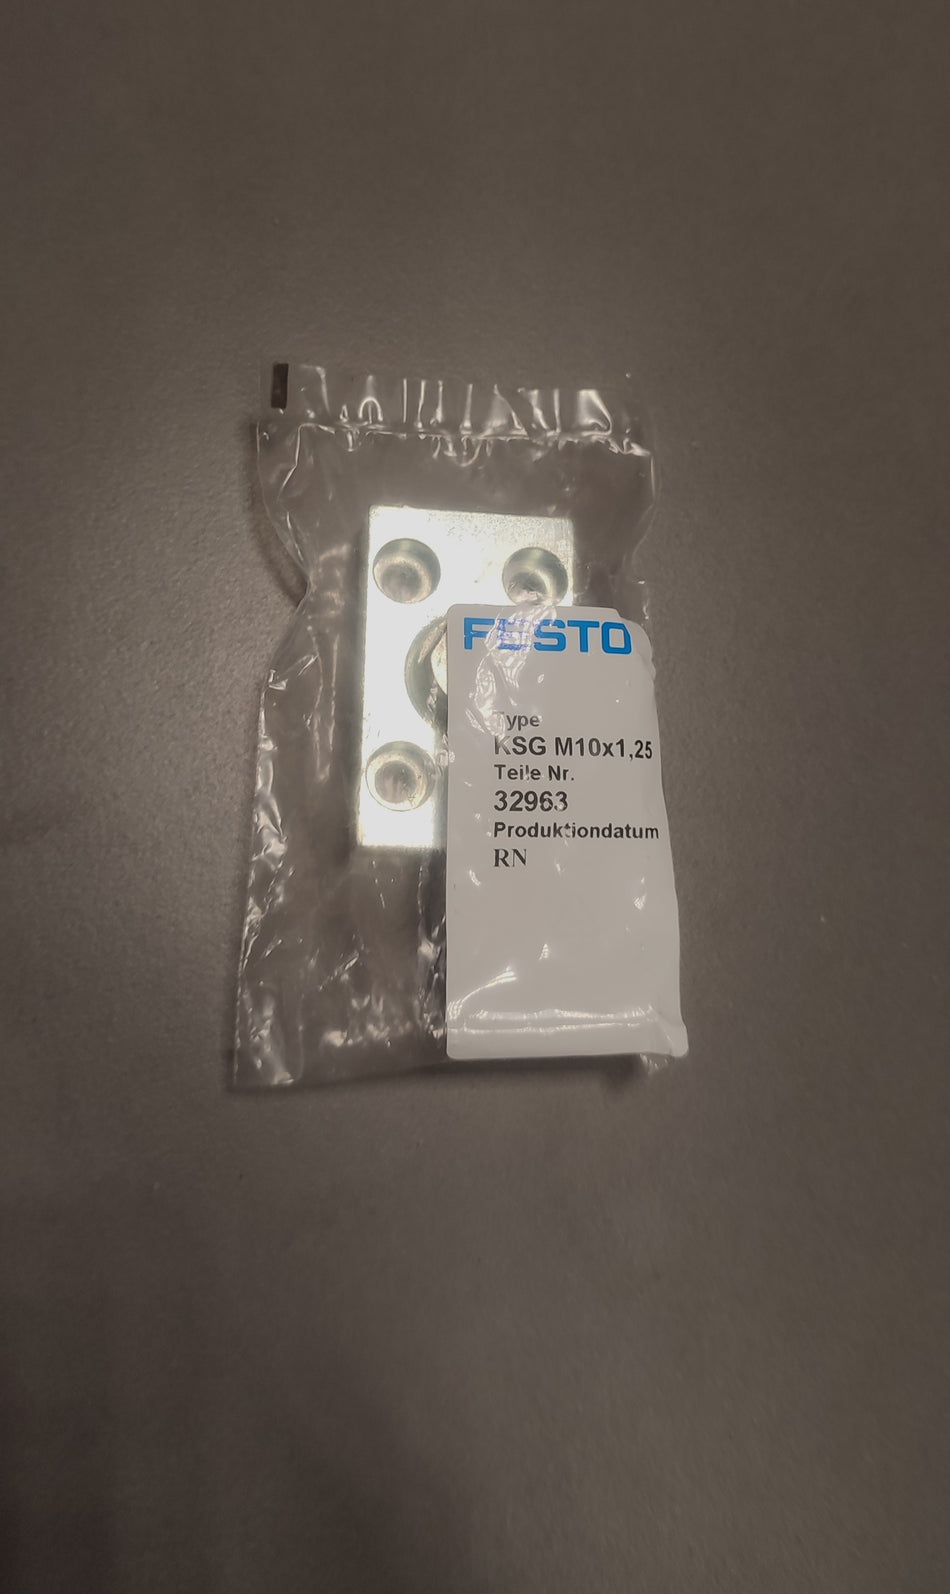 FESTO
Type
KSG M10x1,25
Teile Nr.
32963
Produktiondatum
RN